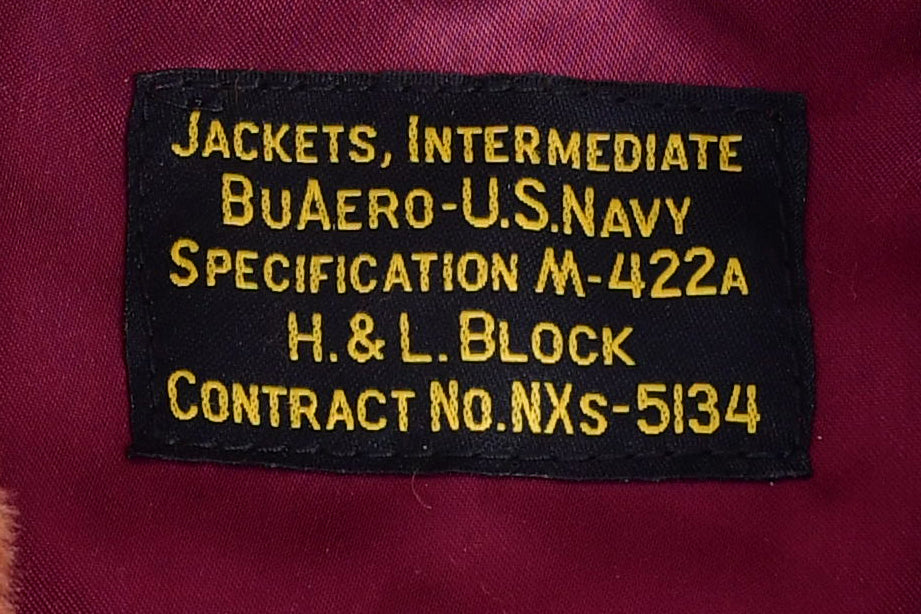 Jackets, Intermediate
BuAero-U.S.Navy
Specification M-422A
H. & L. Block
Contract No.NXs-5134